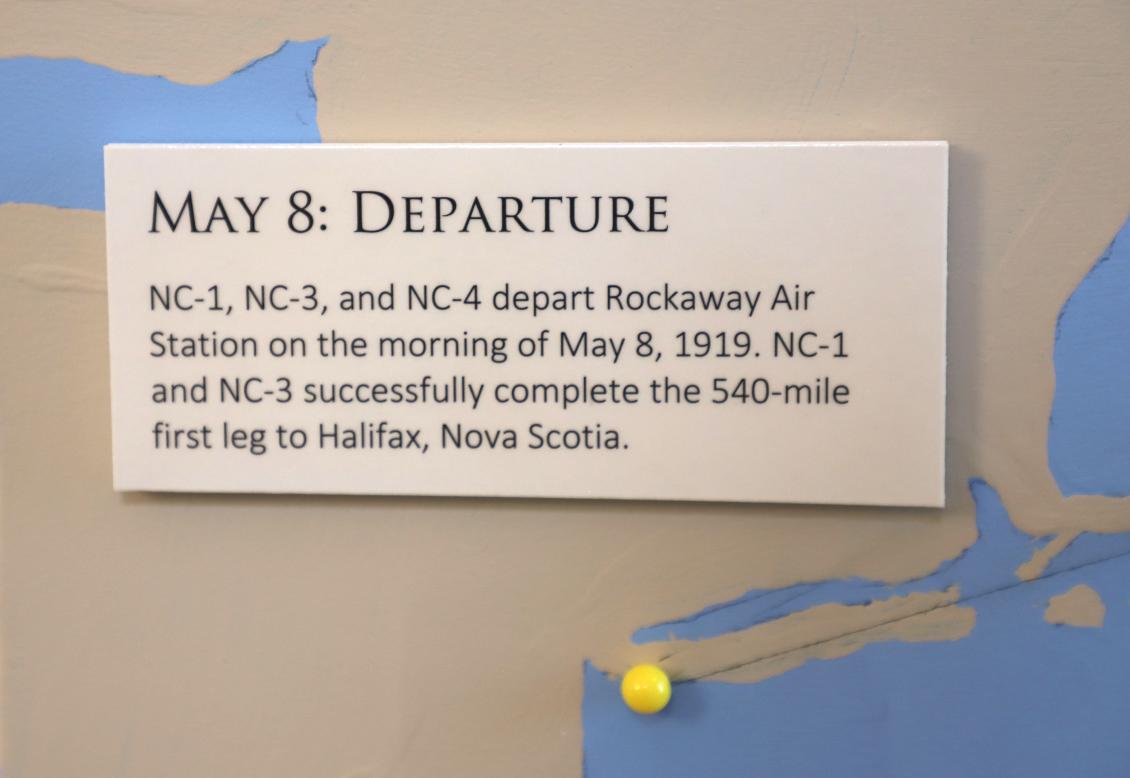 MAY 8: DEPARTURE
NC-1, NC-3, and NC-4 depart Rockaway Air
Station on the morning of May 8, 1919. NC-1
and NC-3 successfully complete the 540-mile
first leg to Halifax, Nova Scotia.